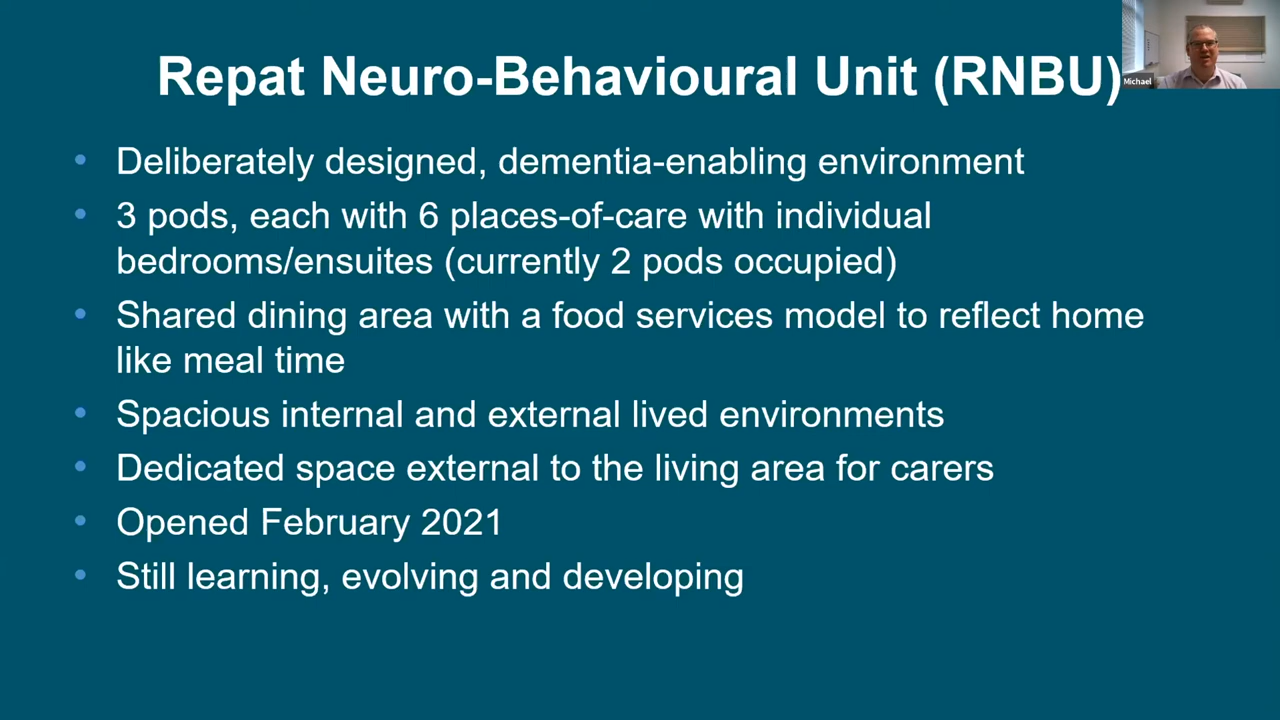 Repat Neuro-Behavioural Unit (RNBU)
Michael
• Deliberately designed, dementia-enabling environment
• 3 pods, each with 6 places-of-care with individual
bedrooms/ensuites (currently 2 pods occupied)
• Shared dining area with a food services model to reflect home
like meal time
• Spacious internal and external lived environments
• Dedicated space external to the living area for carers
• Opened February 2021
• Still learning, evolving and developing